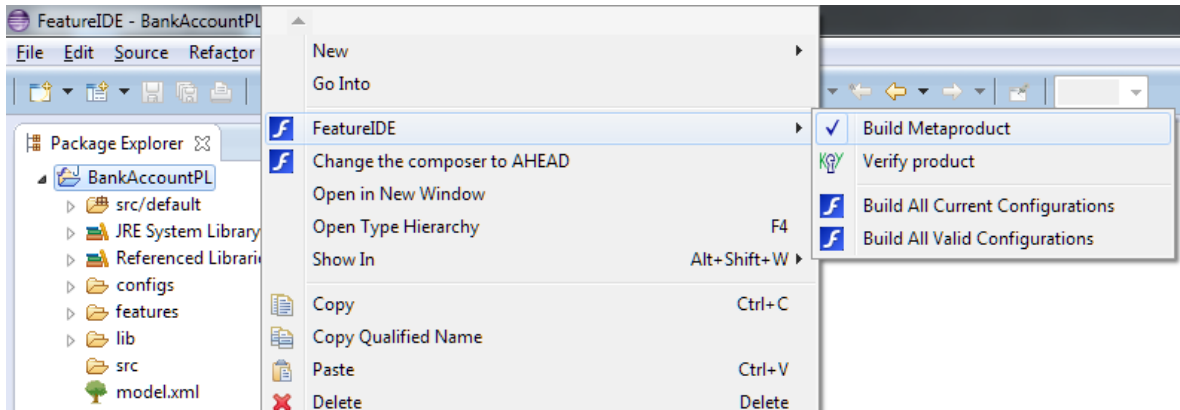 FeatureIDE - BankAccountPL
File Edit Source Refactor
Package Explorer
BankAccountPL
src/default
JRE System Library
Referenced Librari
configs
features
lib
src
model.xml
New
Go Into
FeatureIDE
Change the composer to AHEAD
Open in New Window
Open Type Hierarchy F4
Show In Alt+Shift+W
Copy Ctrl+C
Copy Qualified Name
Paste Ctrl+V
Delete Delete
Build Metaproduct
KeY Verify product
Build All Current Configurations
Build All Valid Configurations